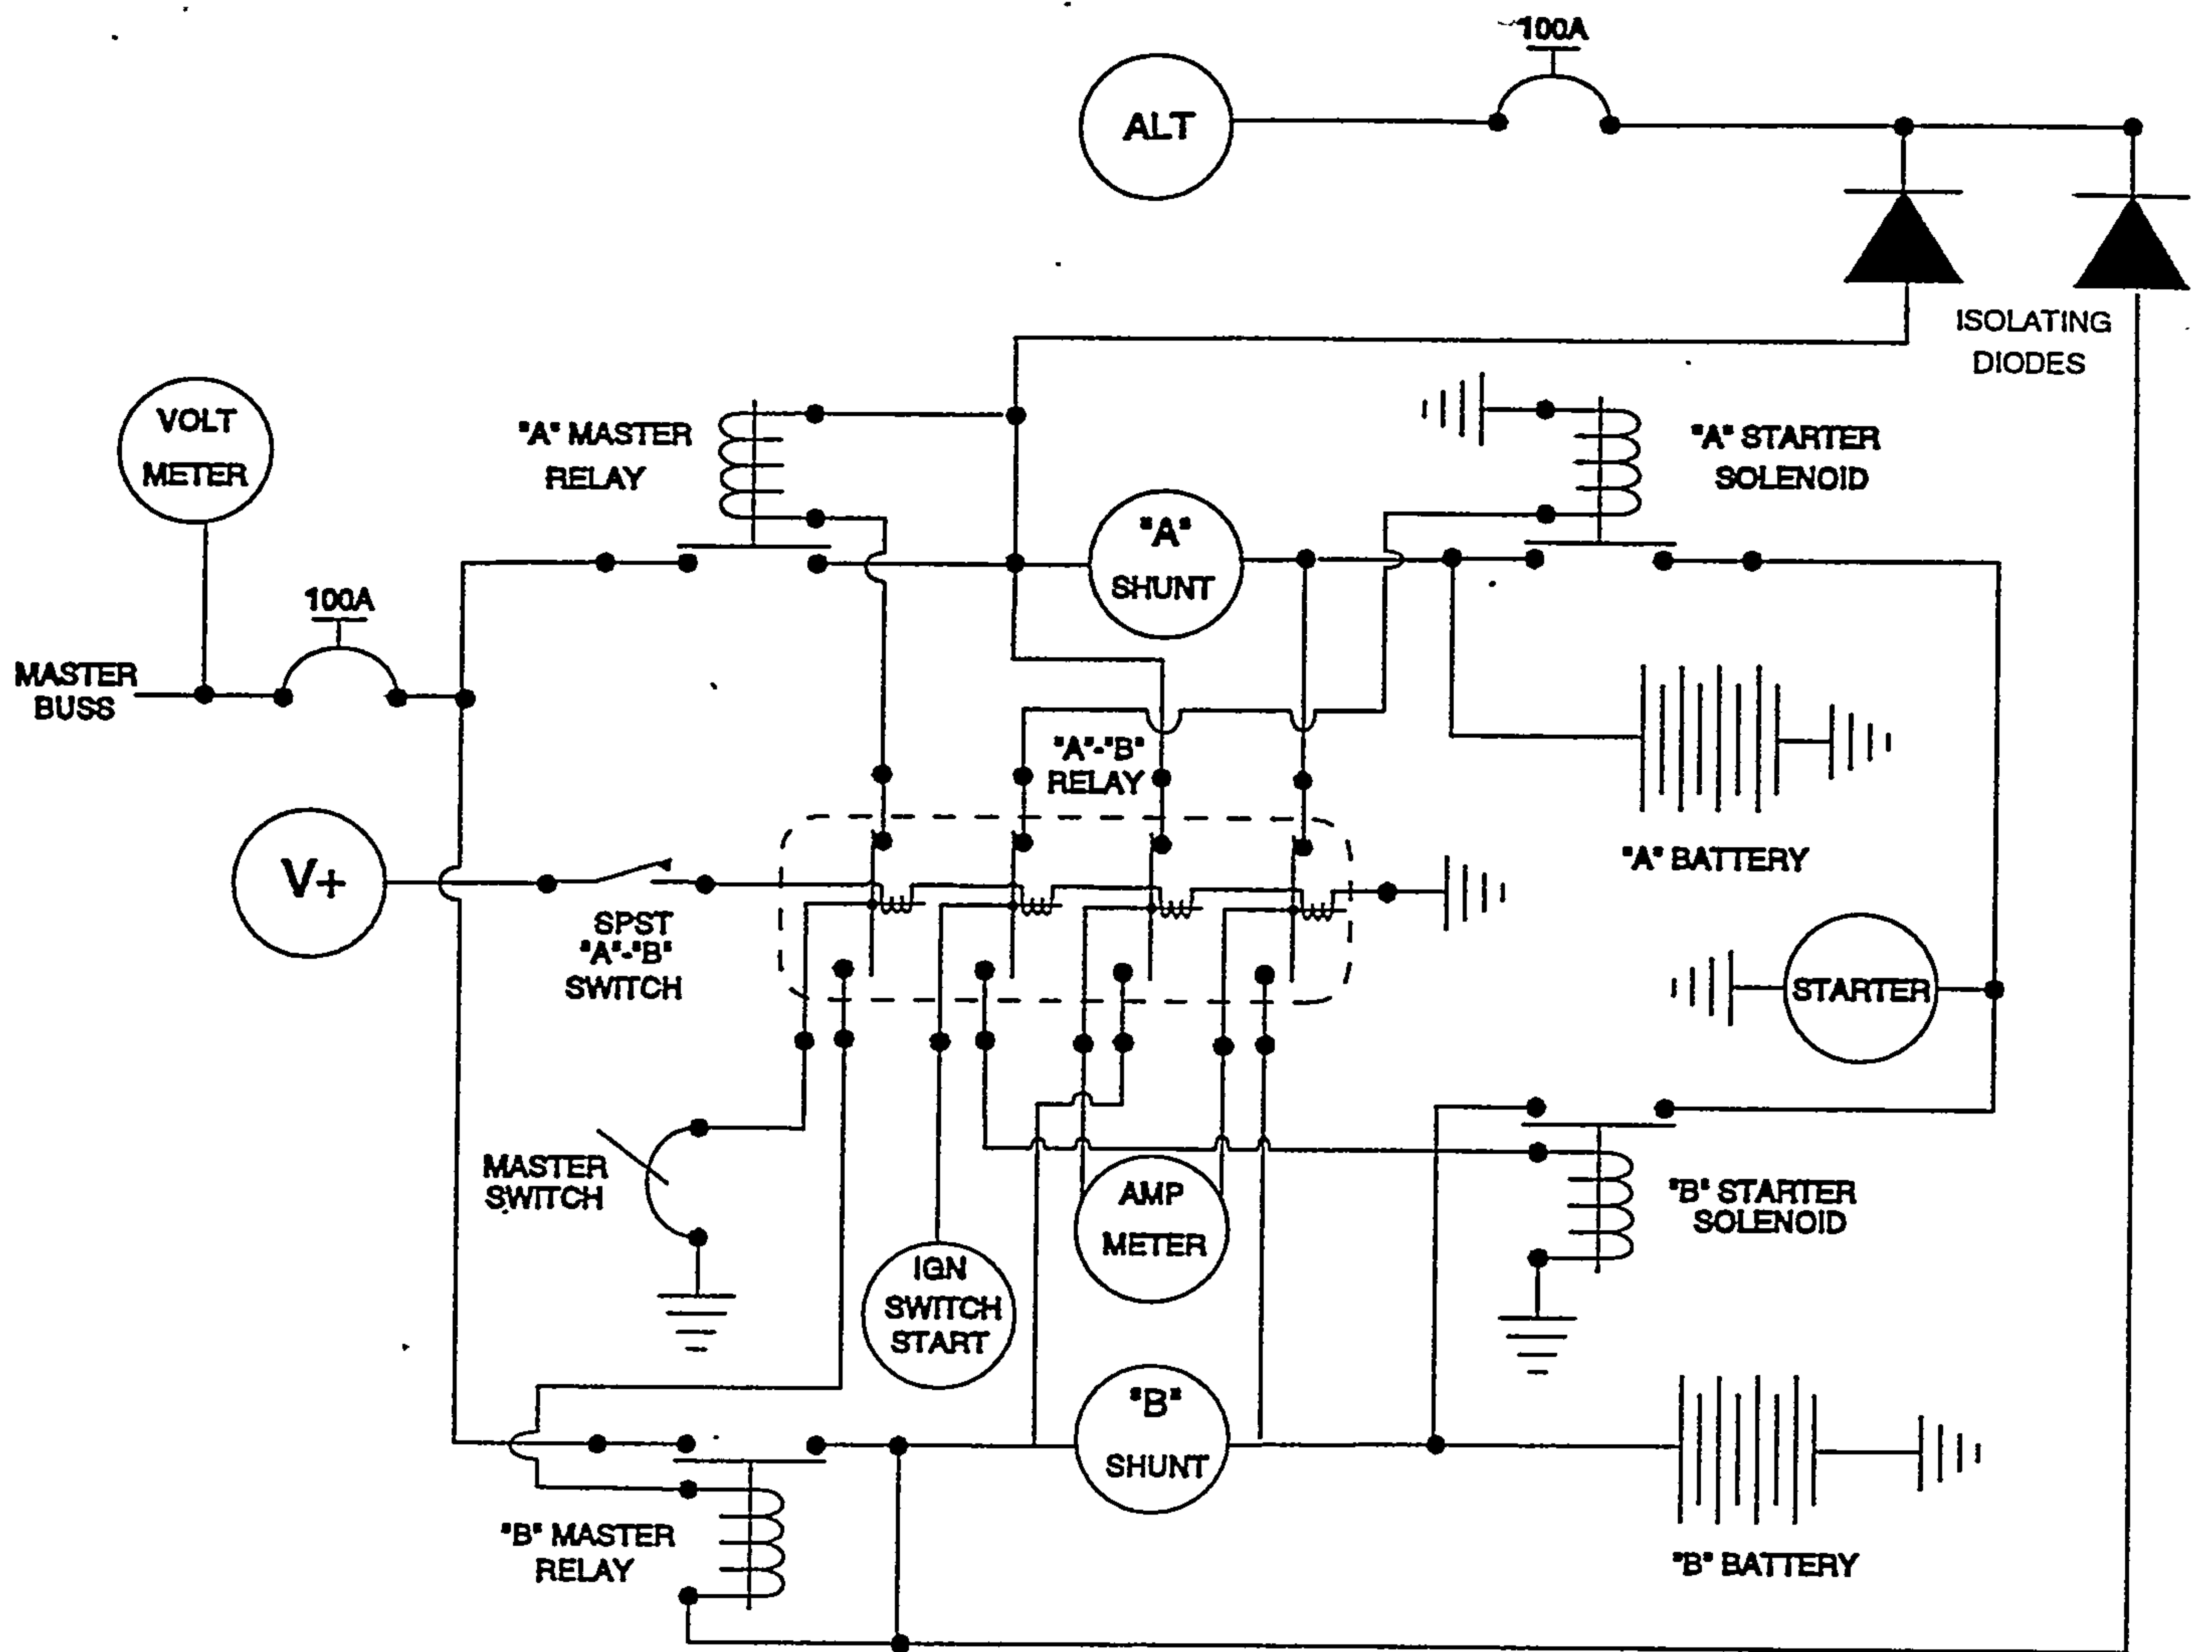 100A
ALT
ISOLATING
DIODES
VOLT
METER
"A" MASTER
RELAY
"A" STARTER
SOLENOID
"A"
SHUNT
100A
MASTER
BUSS
"A"-"B"
RELAY
"A" BATTERY
V+
SPST
"A"-"B"
SWITCH
STARTER
MASTER
SWITCH
AMP
METER
"B" STARTER
SOLENOID
IGN
SWITCH
START
"B"
SHUNT
"B" MASTER
RELAY
"B" BATTERY